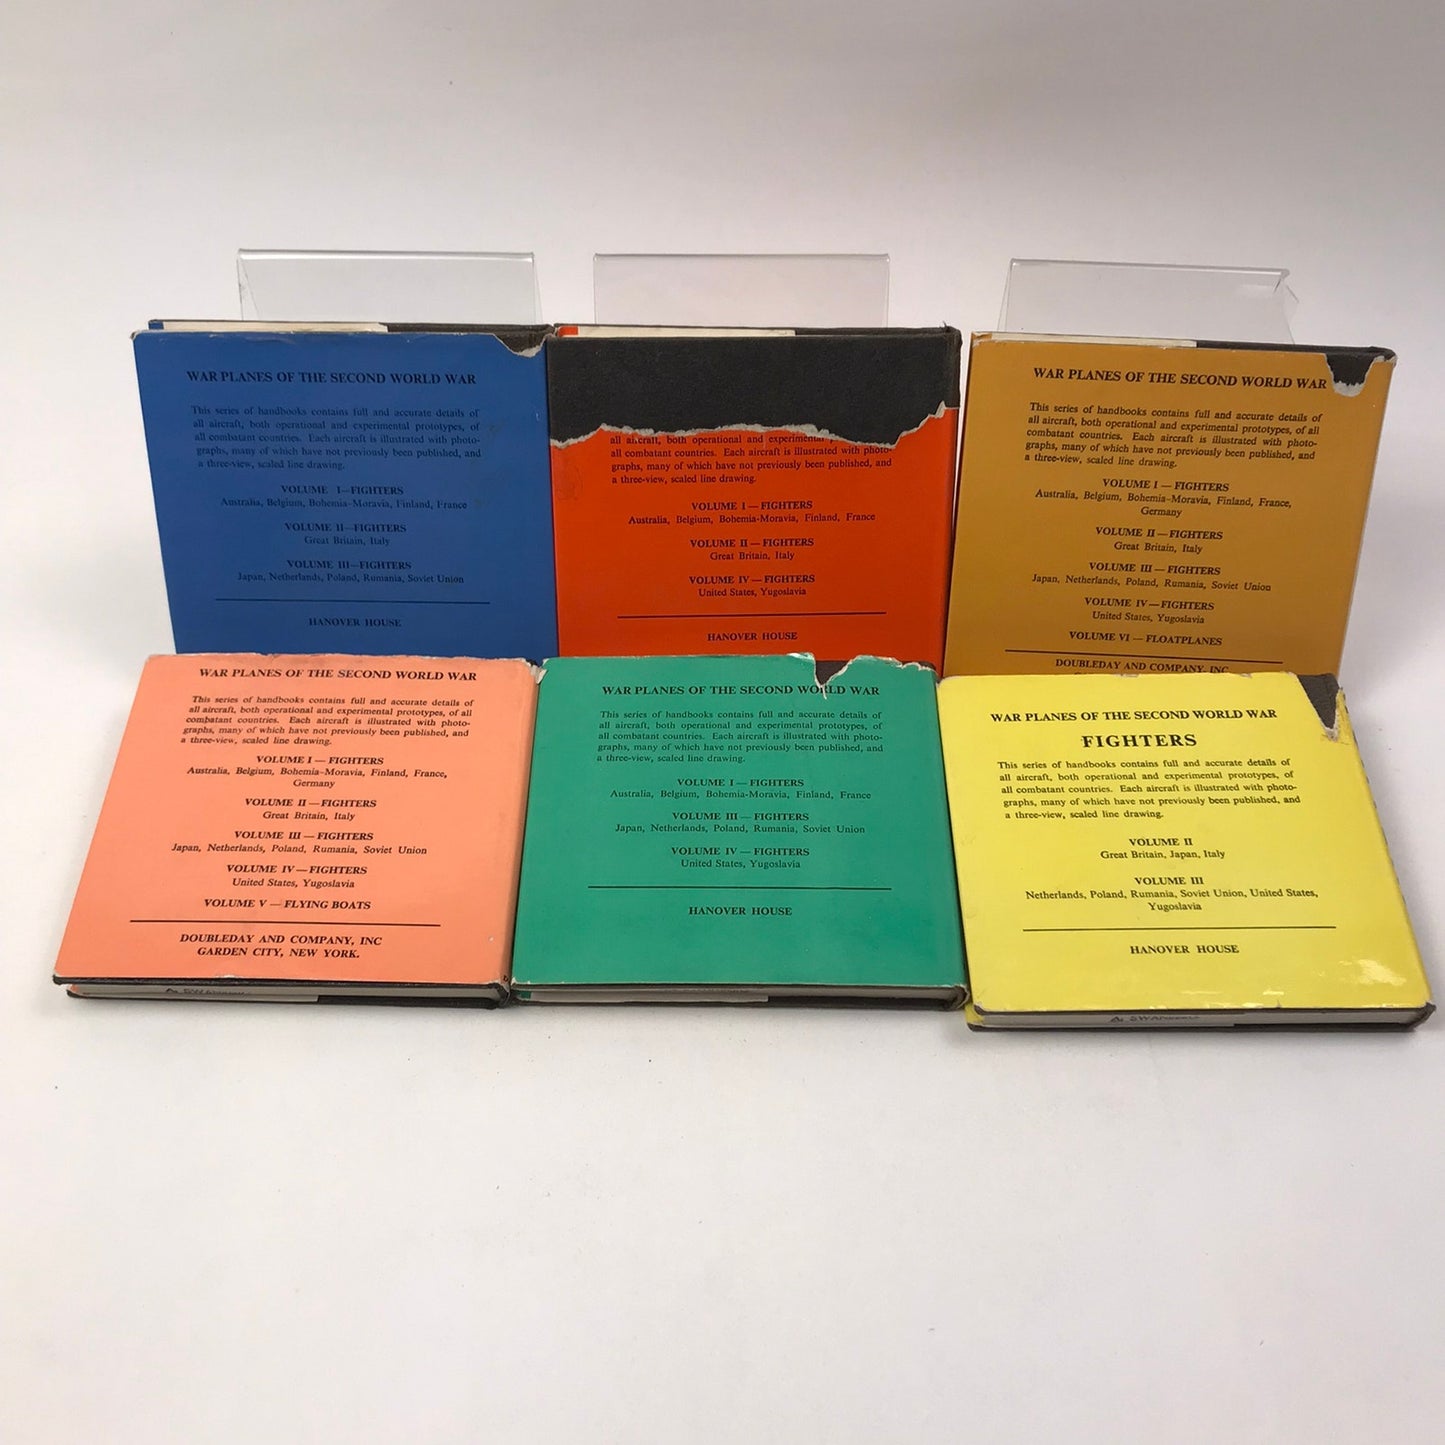 WAR PLANES OF THE SECOND WORLD WAR
This series of handbooks contains full and accurate details of
all aircraft, both operational and experimental prototypes, of
all combatant countries. Each aircraft is illustrated with photo-
graphs, many of which have not previously been published, and
a three-view, scaled line drawing.
VOLUME I—FIGHTERS
Australia, Belgium, Bohemia-Moravia, Finland, France
VOLUME II—FIGHTERS
Great Britain, Italy
VOLUME III—FIGHTERS
Japan, Netherlands, Poland, Rumania, Soviet Union
HANOVER HOUSE
all aircraft, both operational and experimental
all combatant countries. Each aircraft is illustrated with photo-
graphs, many of which have not previously been published, and
a three-view, scaled line drawing.
VOLUME I — FIGHTERS
Australia, Belgium, Bohemia-Moravia, Finland, France
VOLUME II — FIGHTERS
Great Britain, Italy
VOLUME IV — FIGHTERS
United States, Yugoslavia
HANOVER HOUSE
WAR PLANES OF THE SECOND WORLD WAR
This series of handbooks contains full and accurate details of
all aircraft, both operational and experimental prototypes, of all
combatant countries. Each aircraft is illustrated with photo-
graphs, many of which have not previously been published, and
a three-view, scaled line drawing.
VOLUME I — FIGHTERS
Australia, Belgium, Bohemia-Moravia, Finland, France,
Germany
VOLUME II — FIGHTERS
Great Britain, Italy
VOLUME III — FIGHTERS
Japan, Netherlands, Poland, Rumania, Soviet Union
VOLUME IV — FIGHTERS
United States, Yugoslavia
VOLUME VI — FLOATPLANES
DOUBLEDAY AND COMPANY, INC
WAR PLANES OF THE SECOND WORLD WAR
This series of handbooks contains full and accurate details of
all aircraft, both operational and experimental prototypes, of all
combatant countries. Each aircraft is illustrated with photo-
graphs, many of which have not previously been published, and
a three-view, scaled line drawing.
VOLUME I — FIGHTERS
Australia, Belgium, Bohemia-Moravia, Finland, France,
Germany
VOLUME II — FIGHTERS
Great Britain, Italy
VOLUME III — FIGHTERS
Japan, Netherlands, Poland, Rumania, Soviet Union
VOLUME IV — FIGHTERS
United States, Yugoslavia
VOLUME V — FLYING BOATS
DOUBLEDAY AND COMPANY, INC
GARDEN CITY, NEW YORK.
WAR PLANES OF THE SECOND WORLD WAR
This series of handbooks contains full and accurate details of
all aircraft, both operational and experimental prototypes, of
all combatant countries. Each aircraft is illustrated with photo-
graphs, many of which have not previously been published, and
a three-view, scaled line drawing.
VOLUME I — FIGHTERS
Australia, Belgium, Bohemia-Moravia, Finland, France
VOLUME III — FIGHTERS
Japan, Netherlands, Poland, Rumania, Soviet Union
VOLUME IV — FIGHTERS
United States, Yugoslavia
HANOVER HOUSE
WAR PLANES OF THE SECOND WORLD WAR
FIGHTERS
This series of handbooks contains full and accurate details of
all aircraft, both operational and experimental prototypes, of
all combatant countries. Each aircraft is illustrated with photo-
graphs, many of which have not previously been published, and
a three-view, scaled line drawing.
VOLUME II
Great Britain, Japan, Italy
VOLUME III
Netherlands, Poland, Rumania, Soviet Union, United States,
Yugoslavia
HANOVER HOUSE